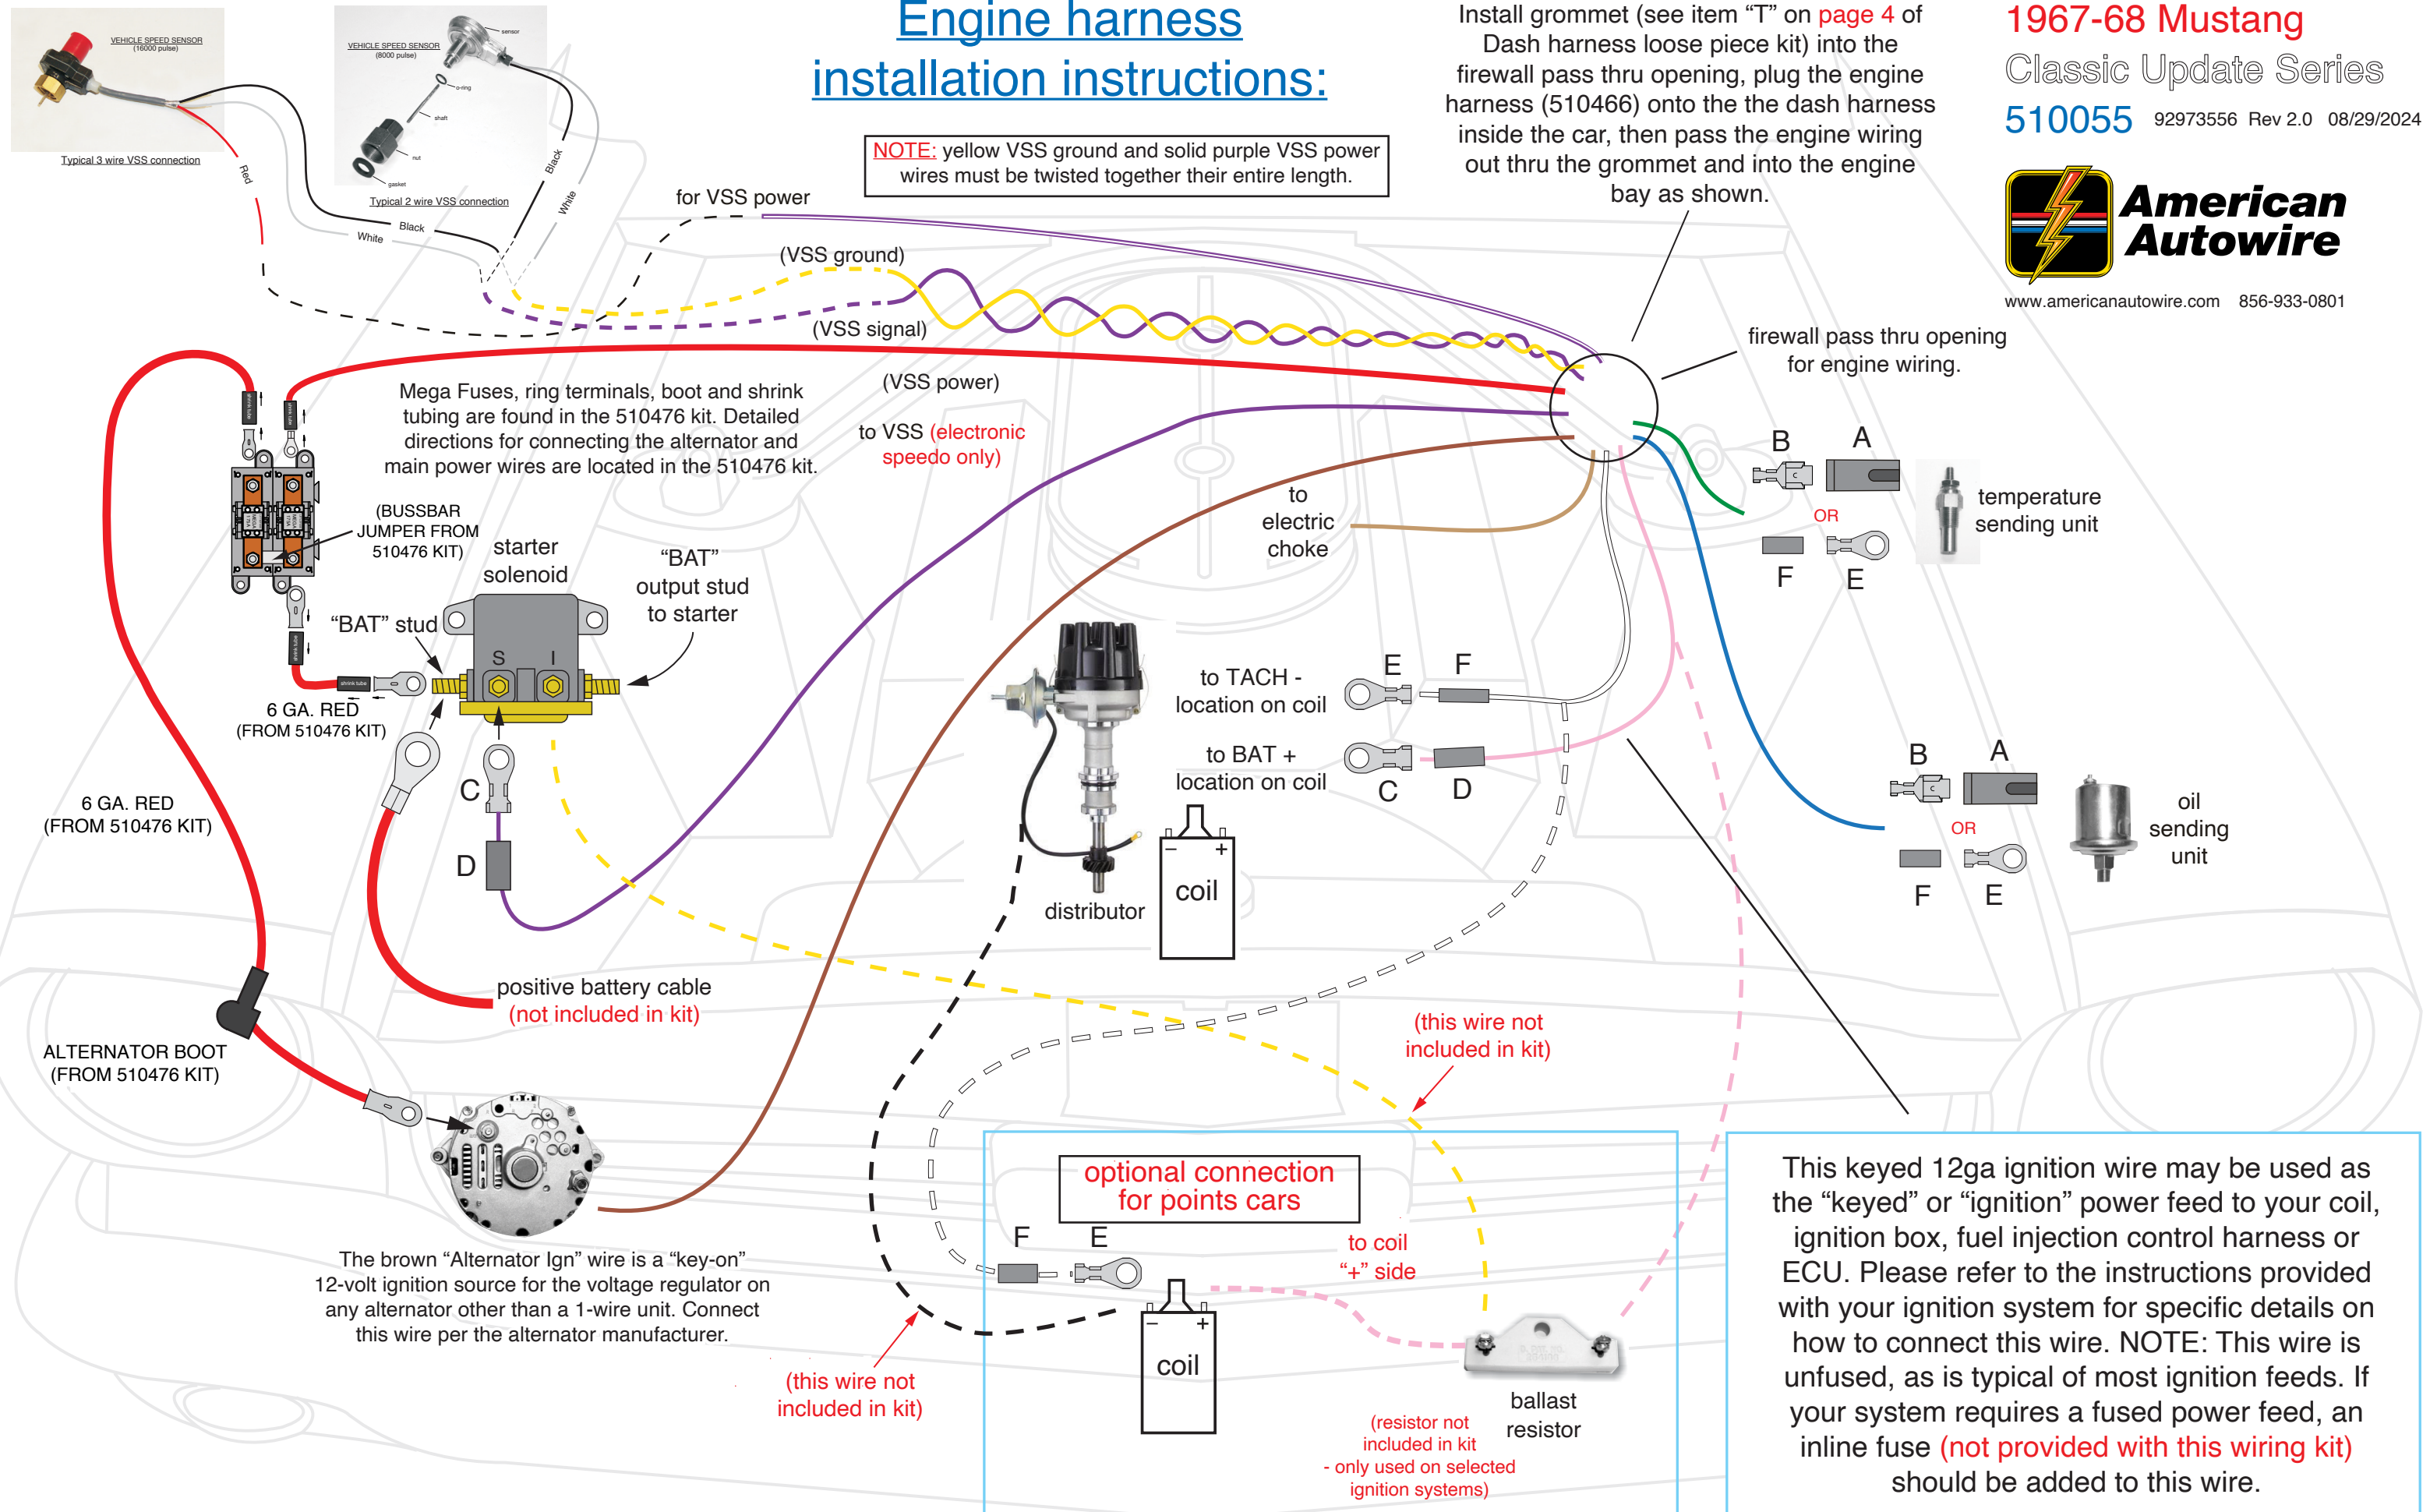 VEHICLE SPEED SENSOR
(16000 pulse)
Typical 3 wire VSS connection
VEHICLE SPEED SENSOR
(8000 pulse)
sensor
o-ring
shaft
nut
gasket
Typical 2 wire VSS connection
Red
Black
White
Black
White
Engine harness
installation instructions:
NOTE: yellow VSS ground and solid purple VSS power
wires must be twisted together their entire length.
Install grommet (see item “T” on page 4 of
Dash harness loose piece kit) into the
firewall pass thru opening, plug the engine
harness (510466) onto the the dash harness
inside the car, then pass the engine wiring
out thru the grommet and into the engine
bay as shown.
1967-68 Mustang
Classic Update Series
510055 92973556 Rev 2.0 08/29/2024
American
Autowire
www.americanautowire.com 856-933-0801
for VSS power
(VSS ground)
(VSS signal)
(VSS power)
to VSS (electronic
speedo only)
firewall pass thru opening
for engine wiring.
Mega Fuses, ring terminals, boot and shrink
tubing are found in the 510476 kit. Detailed
directions for connecting the alternator and
main power wires are located in the 510476 kit.
shrink tube
shrink tube
(BUSSBAR
JUMPER FROM
510476 KIT)
starter
solenoid
“BAT”
output stud
to starter
“BAT” stud
S I
shrink tube
shrink tube
6 GA. RED
(FROM 510476 KIT)
6 GA. RED
(FROM 510476 KIT)
C
D
to
electric
choke
B A
OR
F E
temperature
sending unit
to TACH -
location on coil
E F
to BAT +
location on coil
C D
B A
OR
F E
oil
sending
unit
distributor
– +
coil
positive battery cable
(not included in kit)
ALTERNATOR BOOT
(FROM 510476 KIT)
(this wire not
included in kit)
optional connection
for points cars
F E
to coil
“+” side
– +
coil
ballast
resistor
(resistor not
included in kit
- only used on selected
ignition systems)
(this wire not
included in kit)
The brown “Alternator Ign” wire is a “key-on”
12-volt ignition source for the voltage regulator on
any alternator other than a 1-wire unit. Connect
this wire per the alternator manufacturer.
This keyed 12ga ignition wire may be used as
the “keyed” or “ignition” power feed to your coil,
ignition box, fuel injection control harness or
ECU. Please refer to the instructions provided
with your ignition system for specific details on
how to connect this wire. NOTE: This wire is
unfused, as is typical of most ignition feeds. If
your system requires a fused power feed, an
inline fuse (not provided with this wiring kit)
should be added to this wire.